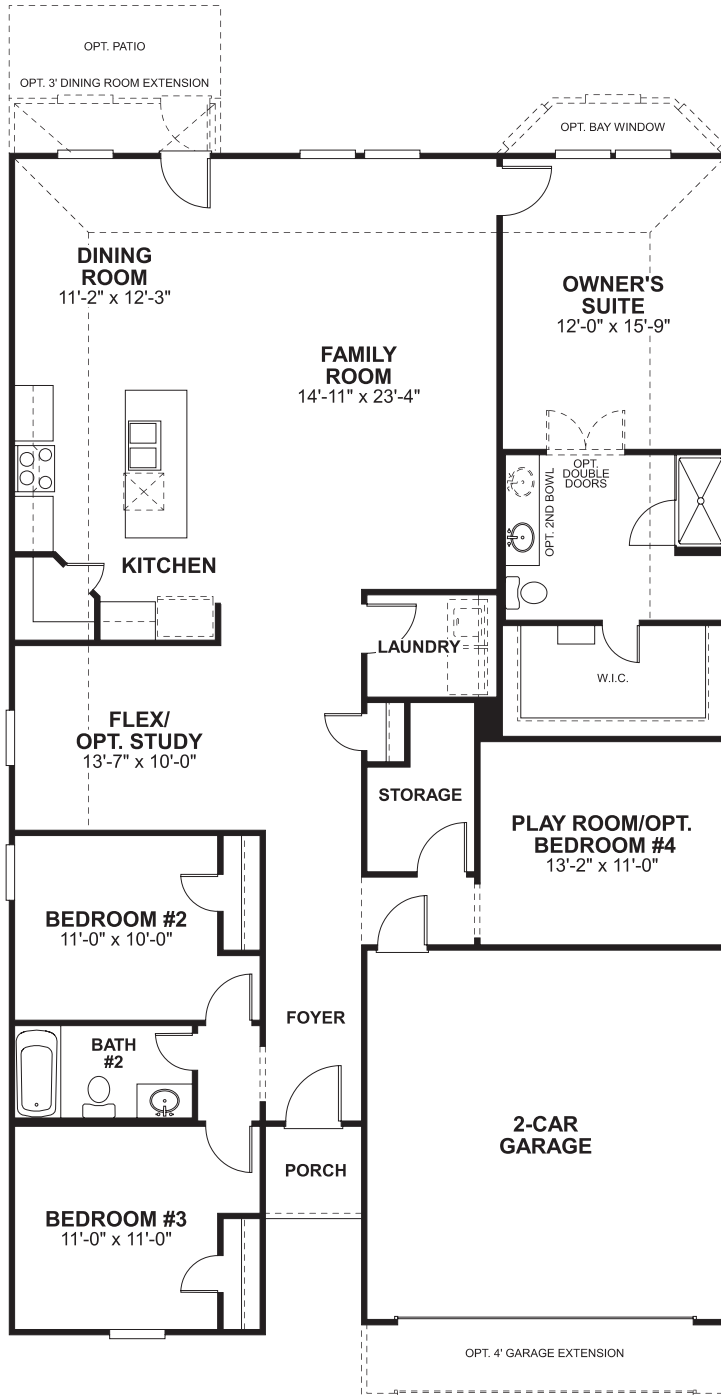 OPT. PATIO
OPT. 3' DINING ROOM EXTENSION
OPT. BAY WINDOW
DINING
ROOM
11'-2" x 12'-3"
OWNER'S
SUITE
12'-0" x 15'-9"
FAMILY
ROOM
14'-11" x 23'-4"
OPT.
DOUBLE
DOORS
OPT. 2ND BOWL
KITCHEN
LAUNDRY
W.I.C.
FLEX/
OPT. STUDY
13'-7" x 10'-0"
STORAGE
PLAY ROOM/OPT.
BEDROOM #4
13'-2" x 11'-0"
BEDROOM #2
11'-0" x 10'-0"
FOYER
BATH
#2
2-CAR
GARAGE
PORCH
BEDROOM #3
11'-0" x 11'-0"
OPT. 4' GARAGE EXTENSION